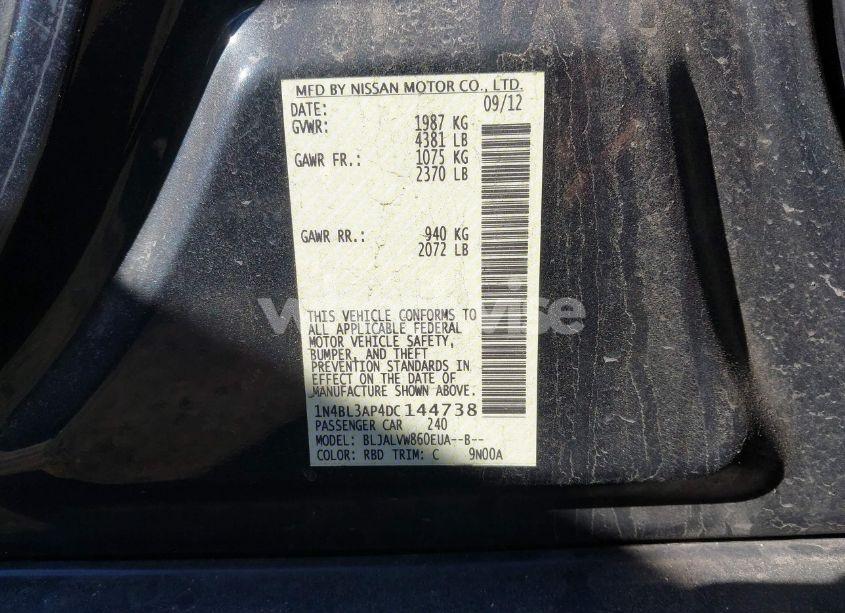 MFD BY NISSAN MOTOR CO., LTD.
DATE: 09/12
GVWR: 1987 KG
4381 LB
GAWR FR.: 1075 KG
2370 LB
GAWR RR.: 940 KG
2072 LB
THIS VEHICLE CONFORMS TO
ALL APPLICABLE FEDERAL
MOTOR VEHICLE SAFETY,
BUMPER, AND THEFT
PREVENTION STANDARDS IN
EFFECT ON THE DATE OF
MANUFACTURE SHOWN ABOVE.
1N4BL3AP4DC144738
PASSENGER CAR 240
MODEL: BLJALVW860EUA--B--
COLOR: RBD TRIM: C 9N00A